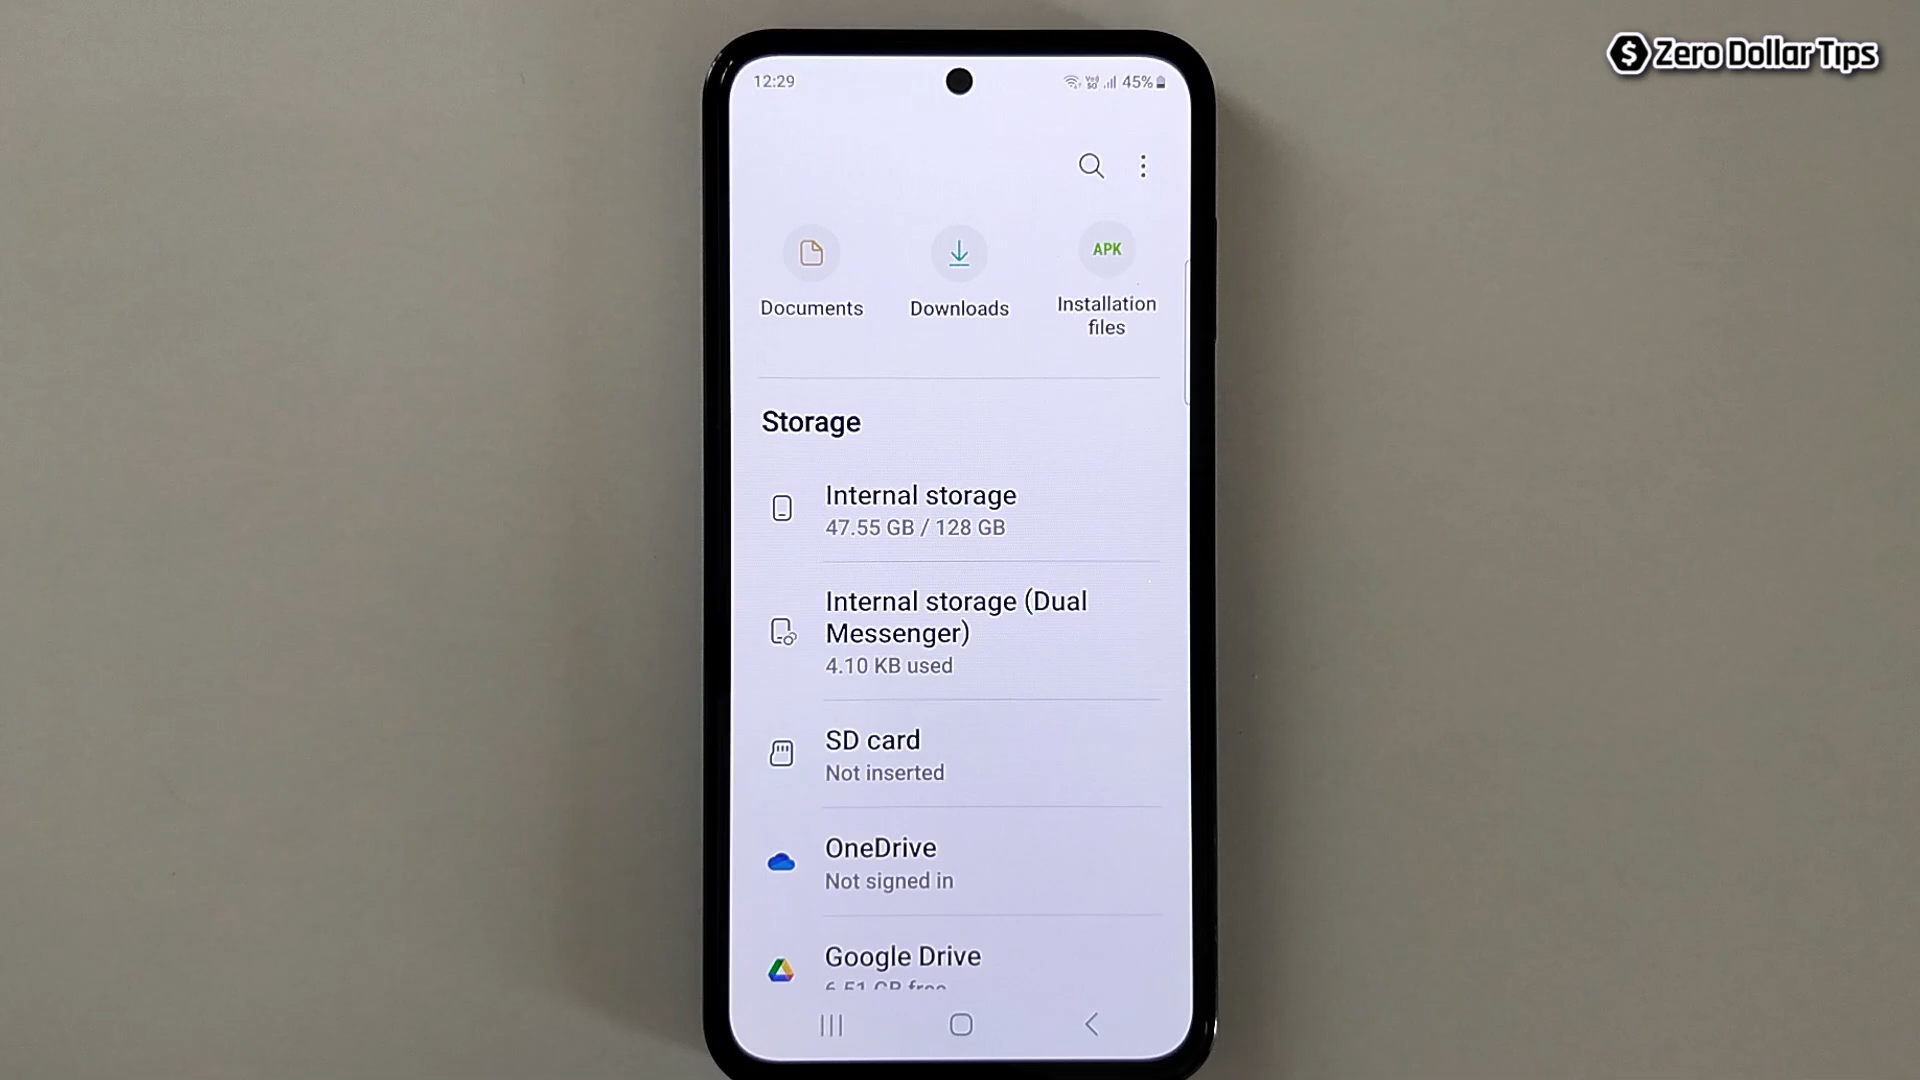 $ Zero Dollar Tips
12:29
45%
Documents
Downloads
APK
Installation
files
Storage
Internal storage
47.55 GB / 128 GB
Internal storage (Dual
Messenger)
4.10 KB used
SD card
Not inserted
OneDrive
Not signed in
Google Drive
6.51 GB free